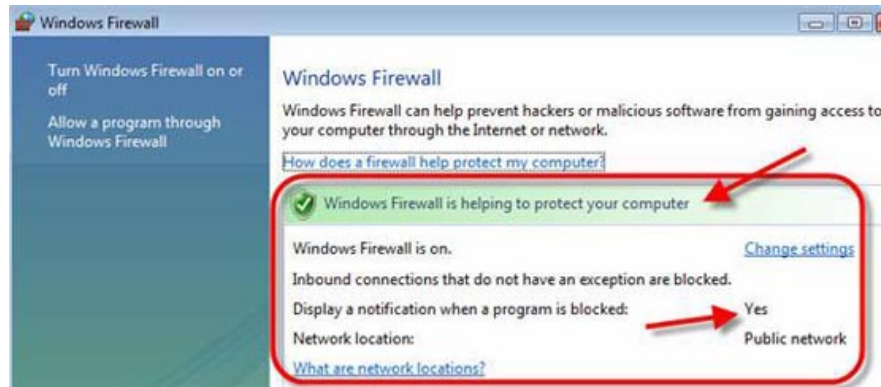 Windows Firewall
Turn Windows Firewall on or
off
Allow a program through
Windows Firewall
Windows Firewall
Windows Firewall can help prevent hackers or malicious software from gaining access to
your computer through the Internet or network.
How does a firewall help protect my computer?
Windows Firewall is helping to protect your computer
Windows Firewall is on.
Change settings
Inbound connections that do not have an exception are blocked.
Display a notification when a program is blocked: Yes
Network location: Public network
What are network locations?